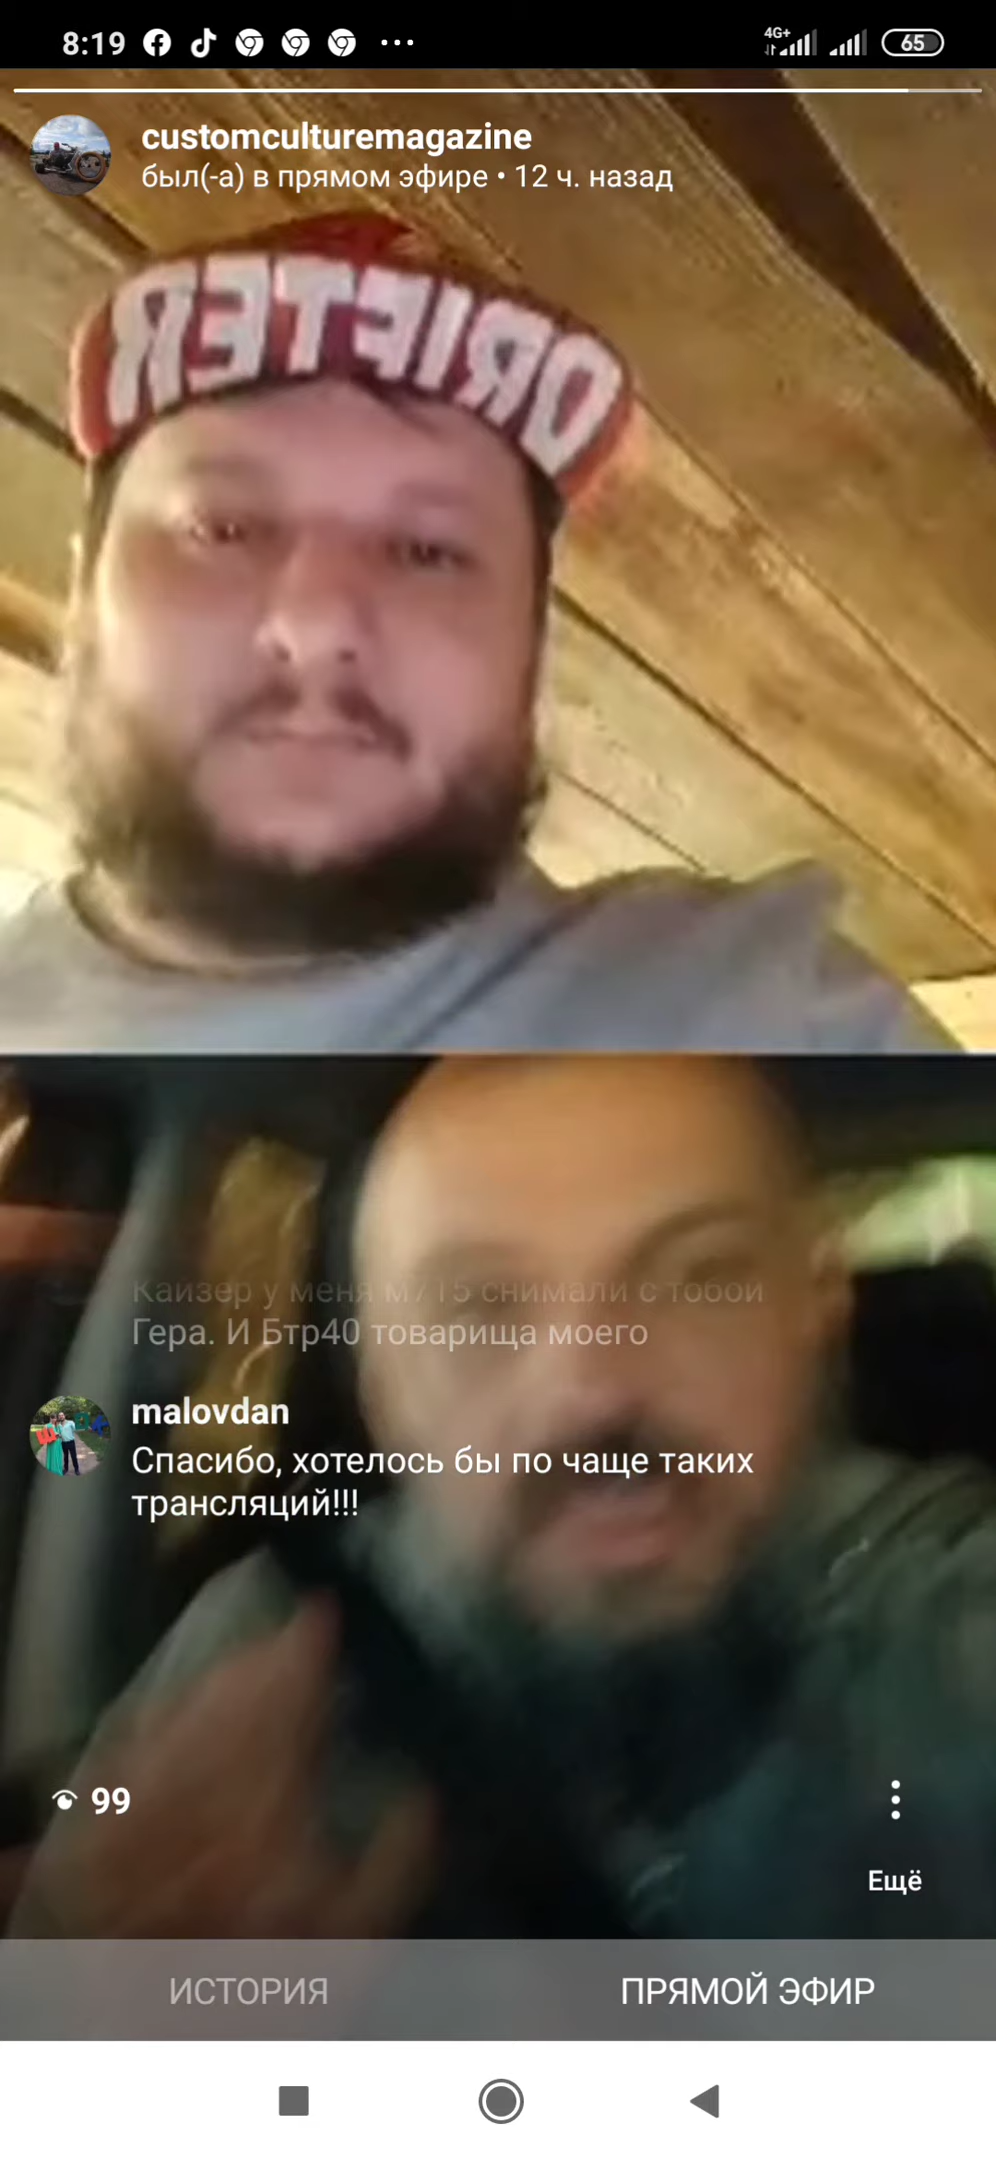 8:19
4G+
65
customculturemagazine
был(-а) в прямом эфире • 12 ч. назад
DRIFTER
Кайзер у меня м715 снимали с тобой
Гера. И Бтр40 товарища моего
malovdan
Спасибо, хотелось бы по чаще таких
трансляций!!!
99
Ещё
ИСТОРИЯ
ПРЯМОЙ ЭФИР